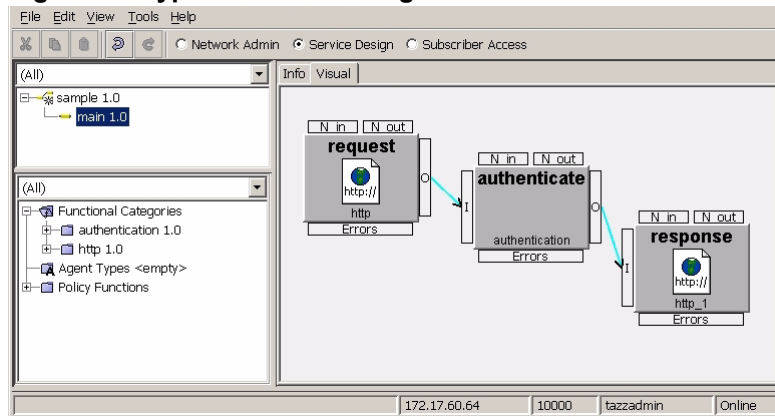 File Edit View Tools Help
Network Admin Service Design Subscriber Access
(All)
sample 1.0
main 1.0
(All)
Functional Categories
authentication 1.0
http 1.0
Agent Types <empty>
Policy Functions
Info Visual
N in N out
request
O
http://
http
Errors
N in N out
authenticate
I
O
authentication
Errors
N in N out
response
I
http://
http_1
Errors
172.17.60.64 10000 tazzadmin Online